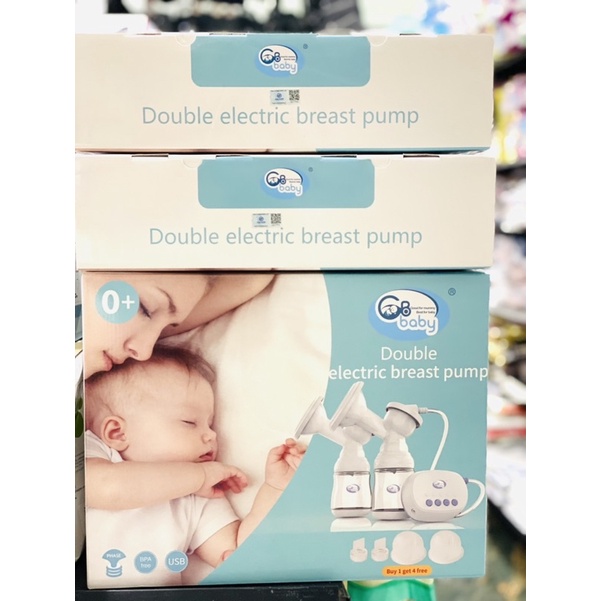 GB
baby
®
Double electric breast pump
GB
baby
®
Double electric breast pump
0+
GB
baby
®
Double
electric breast pump
BPA
free
USB
Buy 1 got 4 free